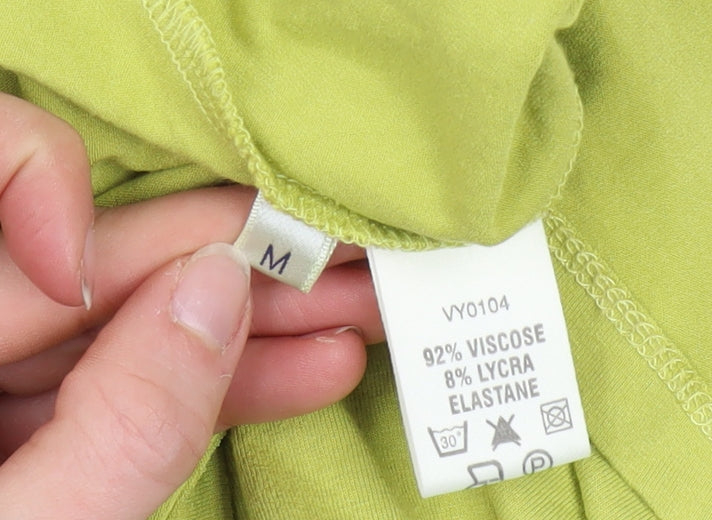 M
VY0104
92% VISCOSE
8% LYCRA
ELASTANE
30°
P